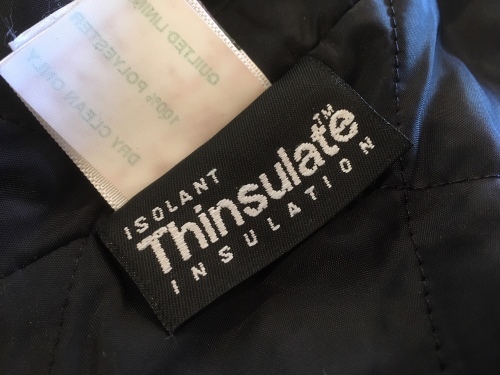 QUILTED LINING
100% POLYESTER
DRY CLEAN ONLY
ISOLANT
Thinsulate™
INSULATION